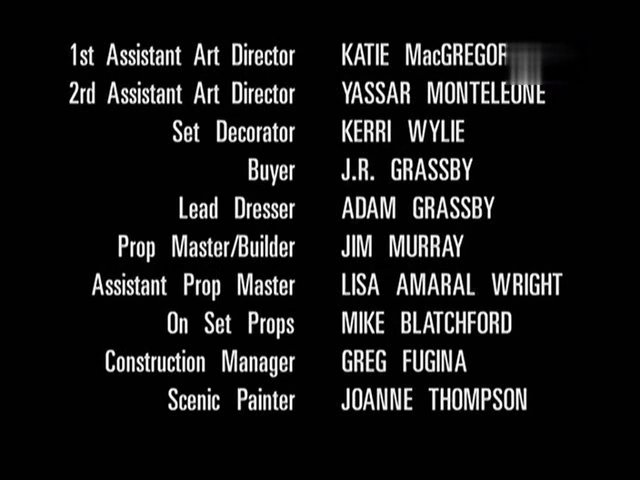 1st Assistant Art Director KATIE MacGREGOR
2rd Assistant Art Director YASSAR MONTELEONE
Set Decorator KERRI WYLIE
Buyer J.R. GRASSBY
Lead Dresser ADAM GRASSBY
Prop Master/Builder JIM MURRAY
Assistant Prop Master LISA AMARAL WRIGHT
On Set Props MIKE BLATCHFORD
Construction Manager GREG FUGINA
Scenic Painter JOANNE THOMPSON